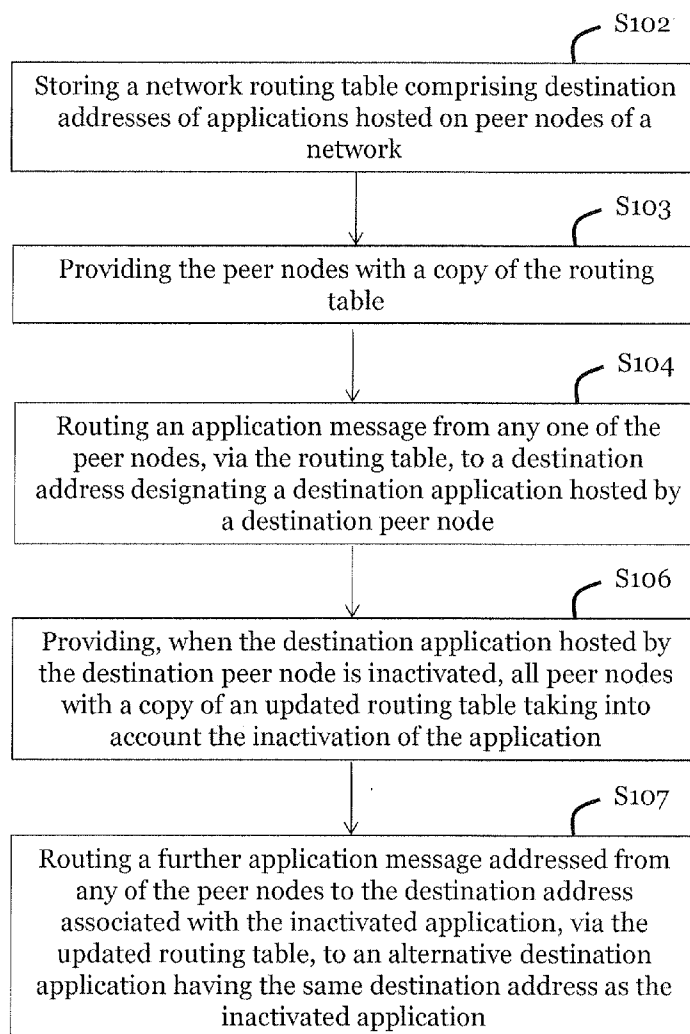 S102
Storing a network routing table comprising destination
addresses of applications hosted on peer nodes of a
network
S103
Providing the peer nodes with a copy of the routing
table
S104
Routing an application message from any one of the
peer nodes, via the routing table, to a destination
address designating a destination application hosted by
a destination peer node
S106
Providing, when the destination application hosted by
the destination peer node is inactivated, all peer nodes
with a copy of an updated routing table taking into
account the inactivation of the application
S107
Routing a further application message addressed from
any of the peer nodes to the destination address
associated with the inactivated application, via the
updated routing table, to an alternative destination
application having the same destination address as the
inactivated application